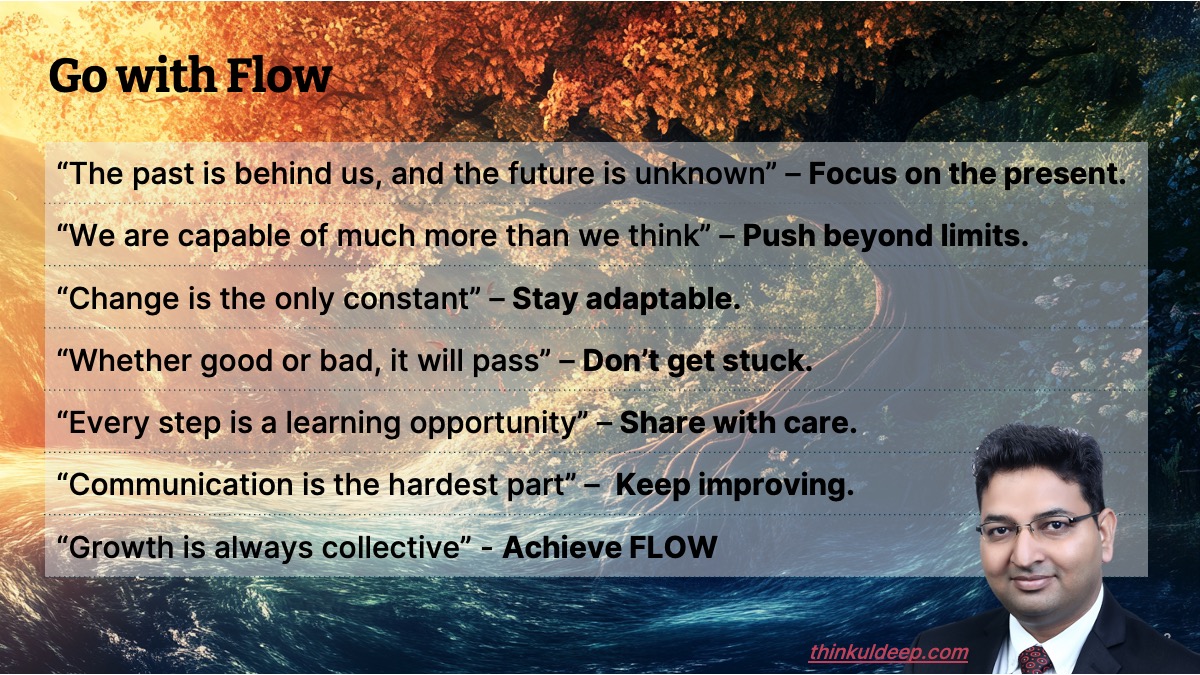 Go with Flow
“The past is behind us, and the future is unknown” – Focus on the present.
“We are capable of much more than we think” – Push beyond limits.
“Change is the only constant” – Stay adaptable.
“Whether good or bad, it will pass” – Don’t get stuck.
“Every step is a learning opportunity” – Share with care.
“Communication is the hardest part” –  Keep improving.
“Growth is always collective” - Achieve FLOW
thinkuldeep.com